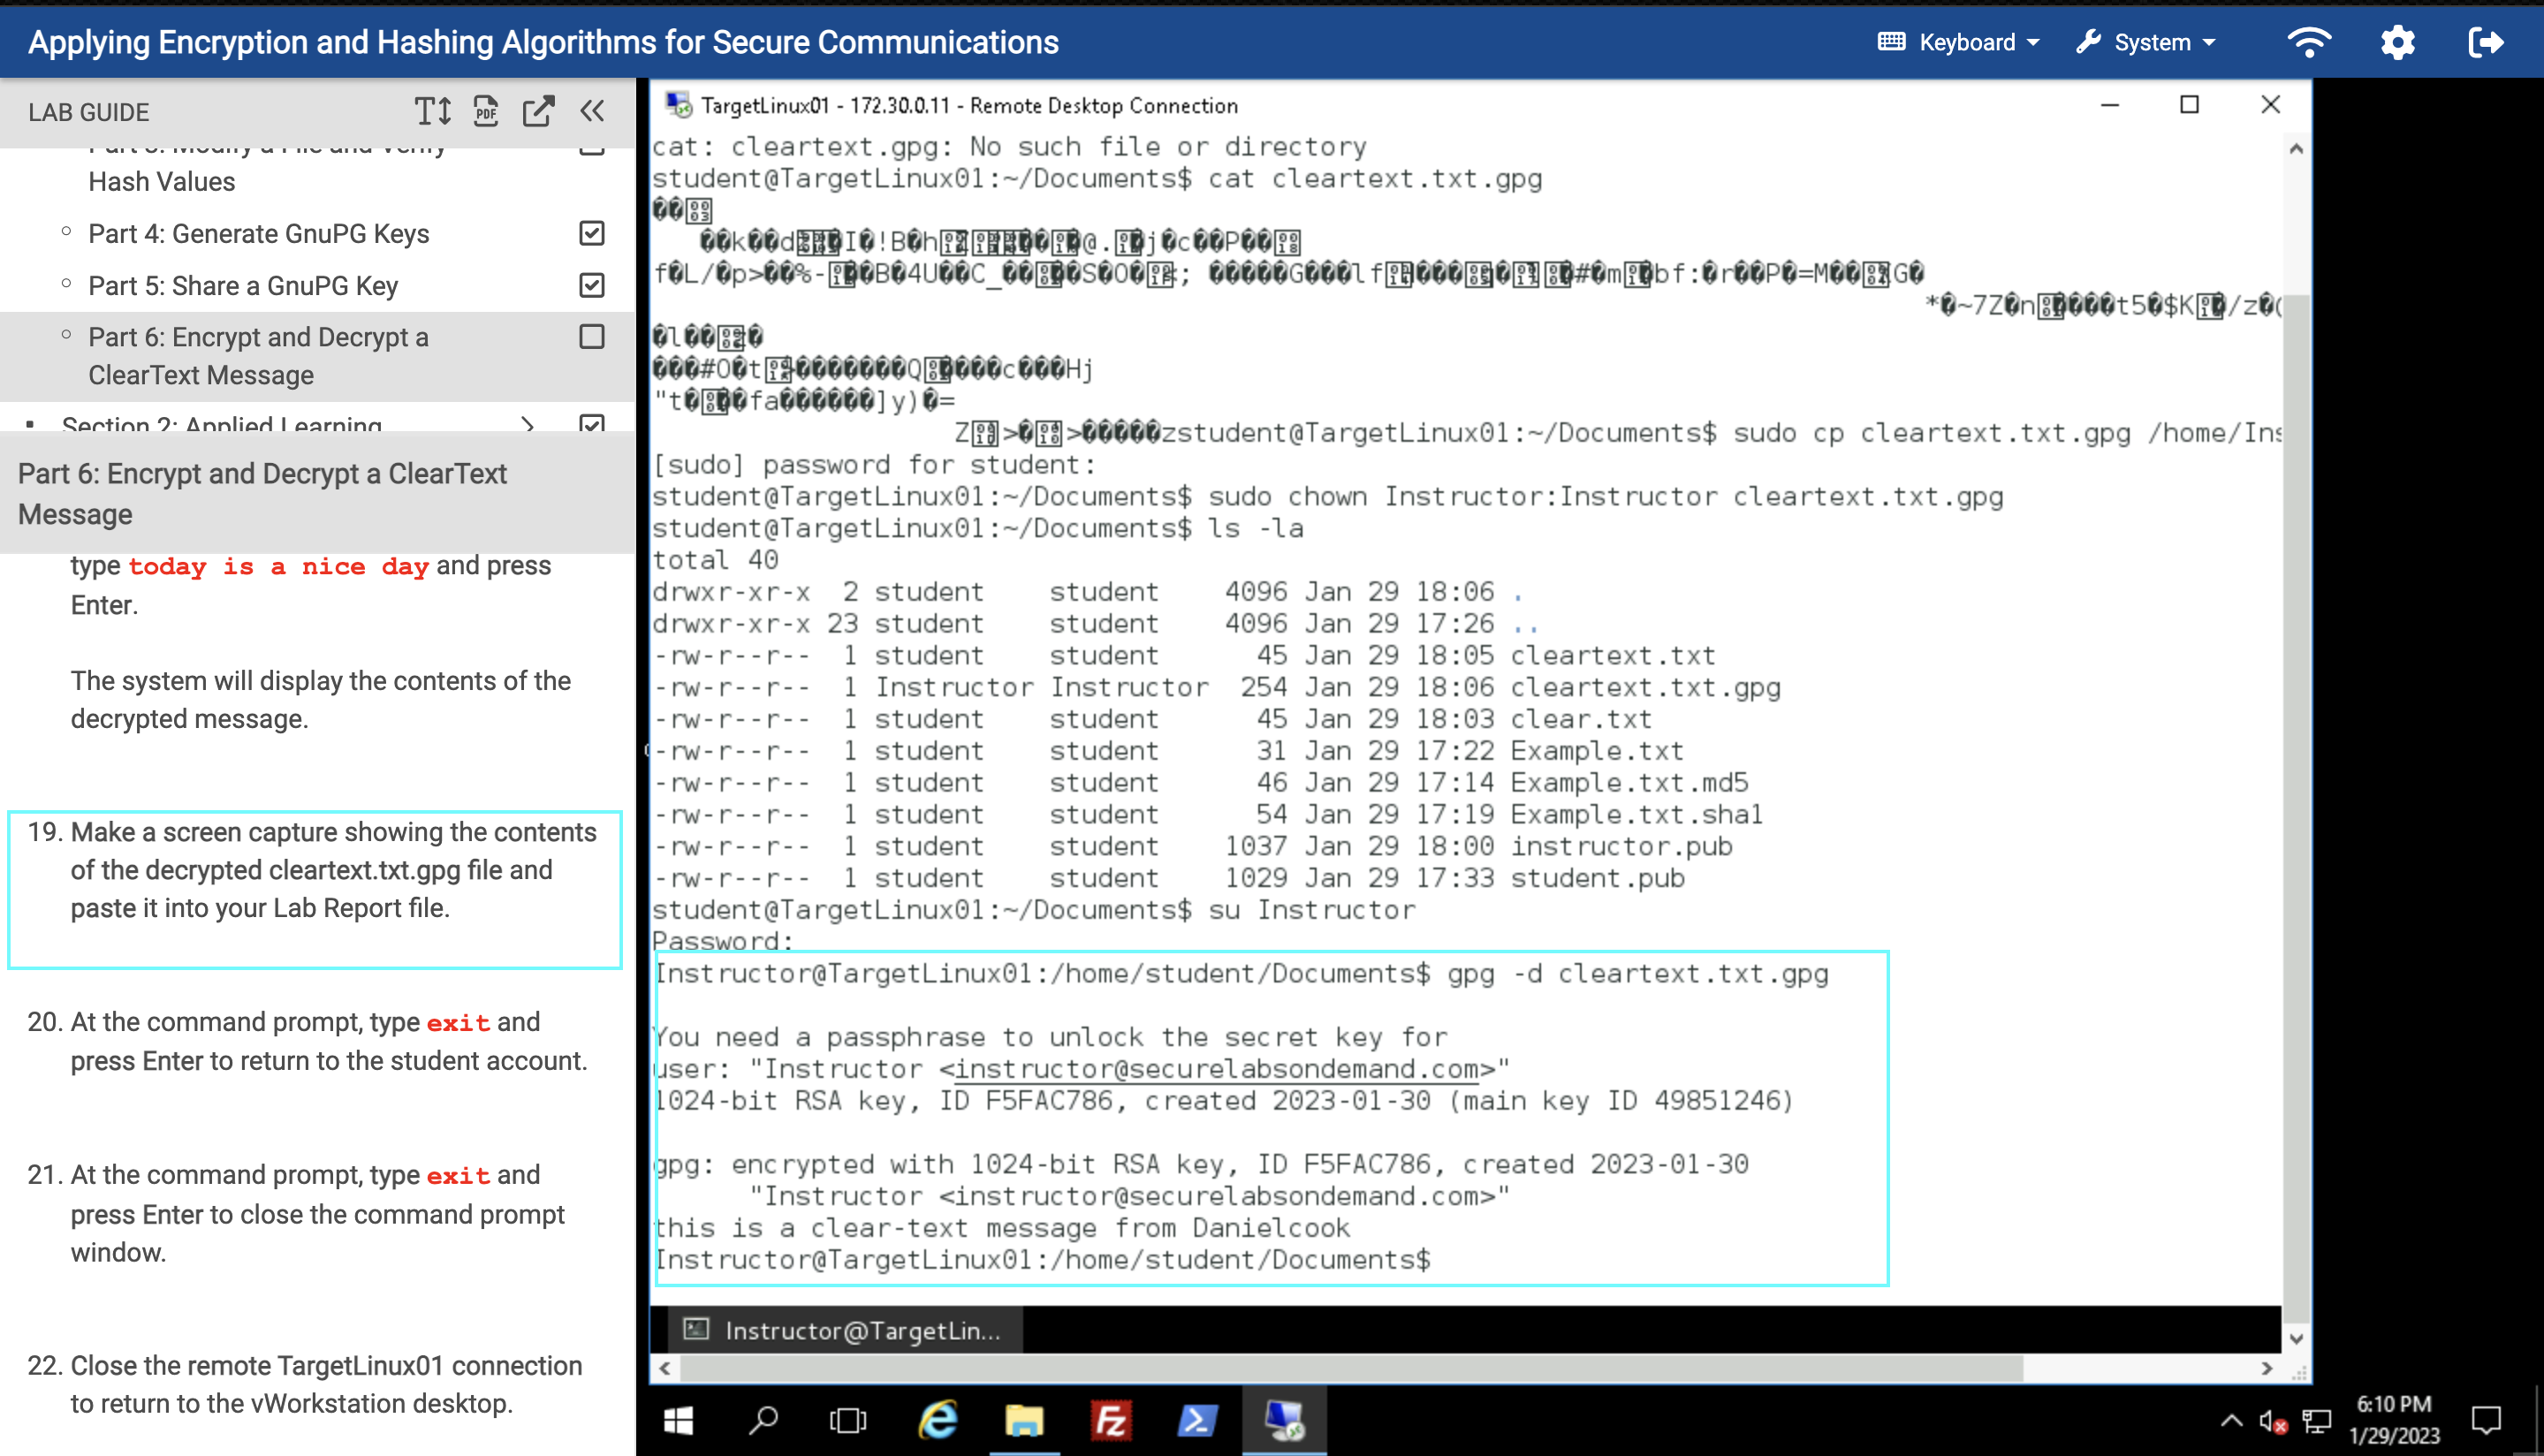 Applying Encryption and Hashing Algorithms for Secure Communications
Keyboard
System
LAB GUIDE
PDF
Part 3: Modify a File and Verify
Hash Values
Part 4: Generate GnuPG Keys
Part 5: Share a GnuPG Key
Part 6: Encrypt and Decrypt a
ClearText Message
Section 2: Applied Learning
Part 6: Encrypt and Decrypt a ClearText
Message
type today is a nice day and press
Enter.
The system will display the contents of the
decrypted message.
19. Make a screen capture showing the contents
of the decrypted cleartext.txt.gpg file and
paste it into your Lab Report file.
20. At the command prompt, type exit and
press Enter to return to the student account.
21. At the command prompt, type exit and
press Enter to close the command prompt
window.
22. Close the remote TargetLinux01 connection
to return to the vWorkstation desktop.
TargetLinux01 - 172.30.0.11 - Remote Desktop Connection
cat: cleartext.gpg: No such file or directory
student@TargetLinux01:~/Documents$ cat cleartext.txt.gpg
zstudent@TargetLinux01:~/Documents$ sudo cp cleartext.txt.gpg /home/Ins
[sudo] password for student:
student@TargetLinux01:~/Documents$ sudo chown Instructor:Instructor cleartext.txt.gpg
student@TargetLinux01:~/Documents$ ls -la
total 40
drwxr-xr-x 2 student student 4096 Jan 29 18:06 .
drwxr-xr-x 23 student student 4096 Jan 29 17:26 ..
-rw-r--r-- 1 student student 45 Jan 29 18:05 cleartext.txt
-rw-r--r-- 1 Instructor Instructor 254 Jan 29 18:06 cleartext.txt.gpg
-rw-r--r-- 1 student student 45 Jan 29 18:03 clear.txt
-rw-r--r-- 1 student student 31 Jan 29 17:22 Example.txt
-rw-r--r-- 1 student student 46 Jan 29 17:14 Example.txt.md5
-rw-r--r-- 1 student student 54 Jan 29 17:19 Example.txt.sha1
-rw-r--r-- 1 student student 1037 Jan 29 18:00 instructor.pub
-rw-r--r-- 1 student student 1029 Jan 29 17:33 student.pub
student@TargetLinux01:~/Documents$ su Instructor
Password:
Instructor@TargetLinux01:/home/student/Documents$ gpg -d cleartext.txt.gpg
You need a passphrase to unlock the secret key for
user: "Instructor <instructor@securelabsondemand.com>"
1024-bit RSA key, ID F5FAC786, created 2023-01-30 (main key ID 49851246)
gpg: encrypted with 1024-bit RSA key, ID F5FAC786, created 2023-01-30
"Instructor <instructor@securelabsondemand.com>"
this is a clear-text message from Danielcook
Instructor@TargetLinux01:/home/student/Documents$
Instructor@TargetLin...
6:10 PM
1/29/2023